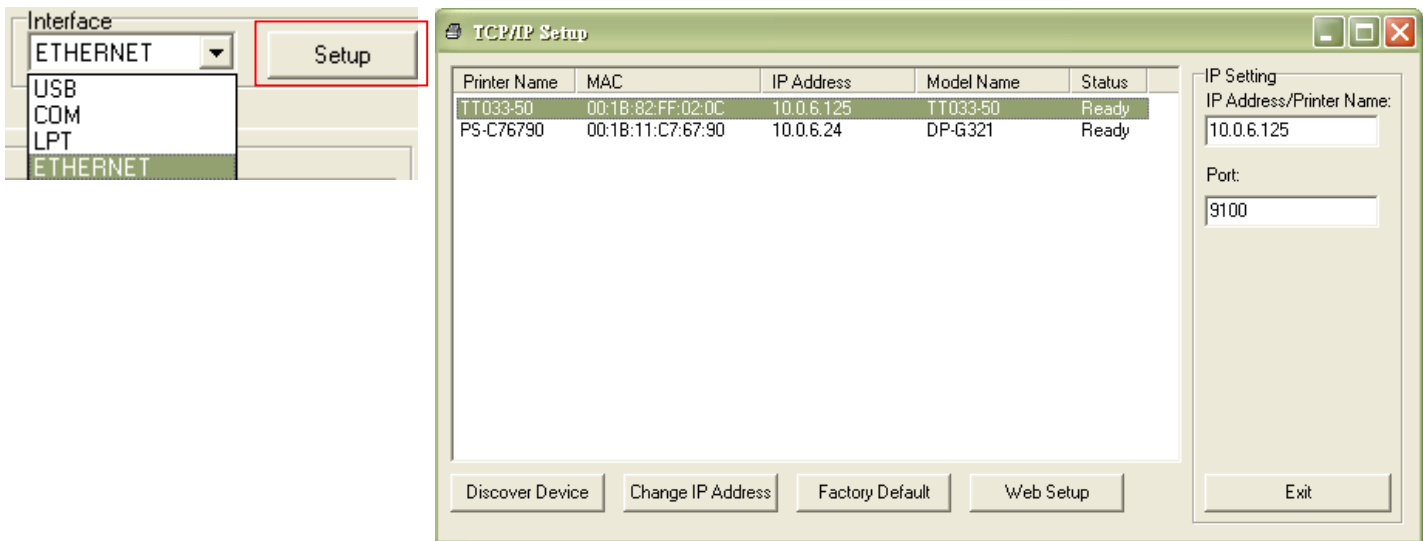 Interface
ETHERNET
Setup
USB
COM
LPT
ETHERNET
TCP/IP Setup
Printer Name MAC IP Address Model Name Status
TT033-50 00:1B:82:FF:02:0C 10.0.6.125 TT033-50 Ready
PS-C76790 00:1B:11:C7:67:90 10.0.6.24 DP-G321 Ready
IP Setting
IP Address/Printer Name:
10.0.6.125
Port:
9100
Discover Device Change IP Address Factory Default Web Setup Exit